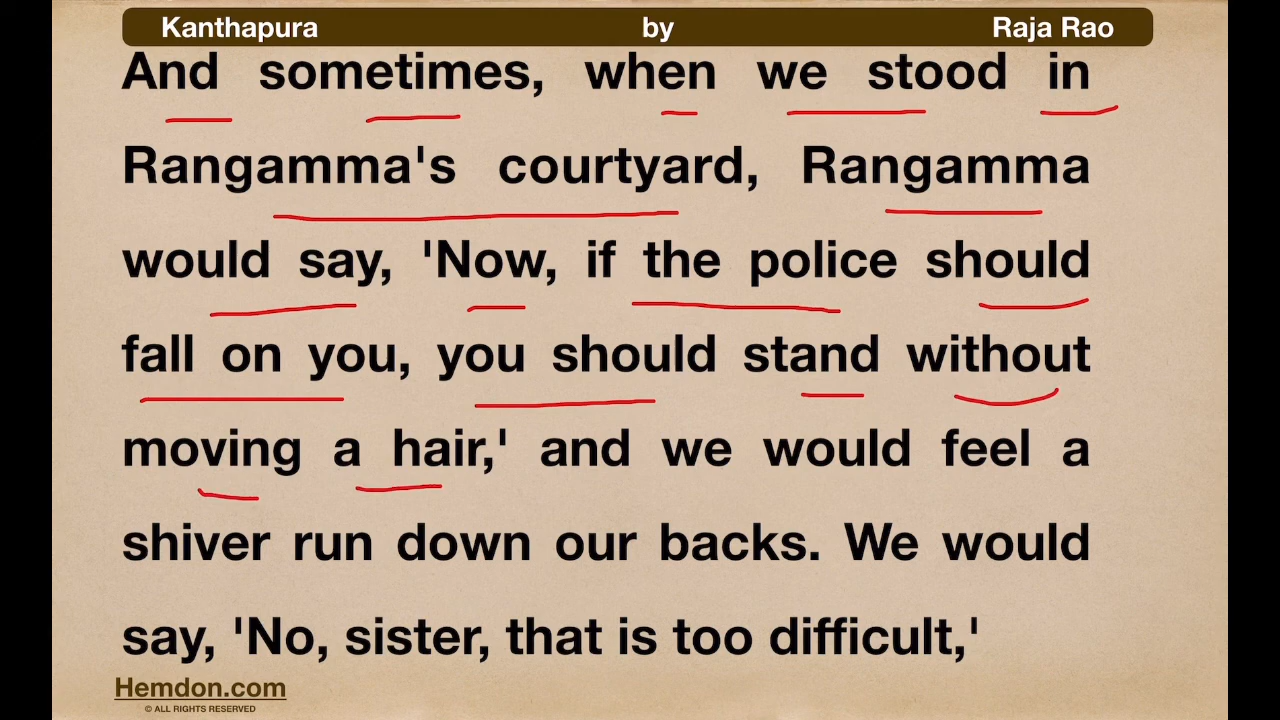 Kanthapura by Raja Rao
And sometimes, when we stood in
Rangamma's courtyard, Rangamma
would say, 'Now, if the police should
fall on you, you should stand without
moving a hair,' and we would feel a
shiver run down our backs. We would
say, 'No, sister, that is too difficult,'
Hemdon.com
© ALL RIGHTS RESERVED